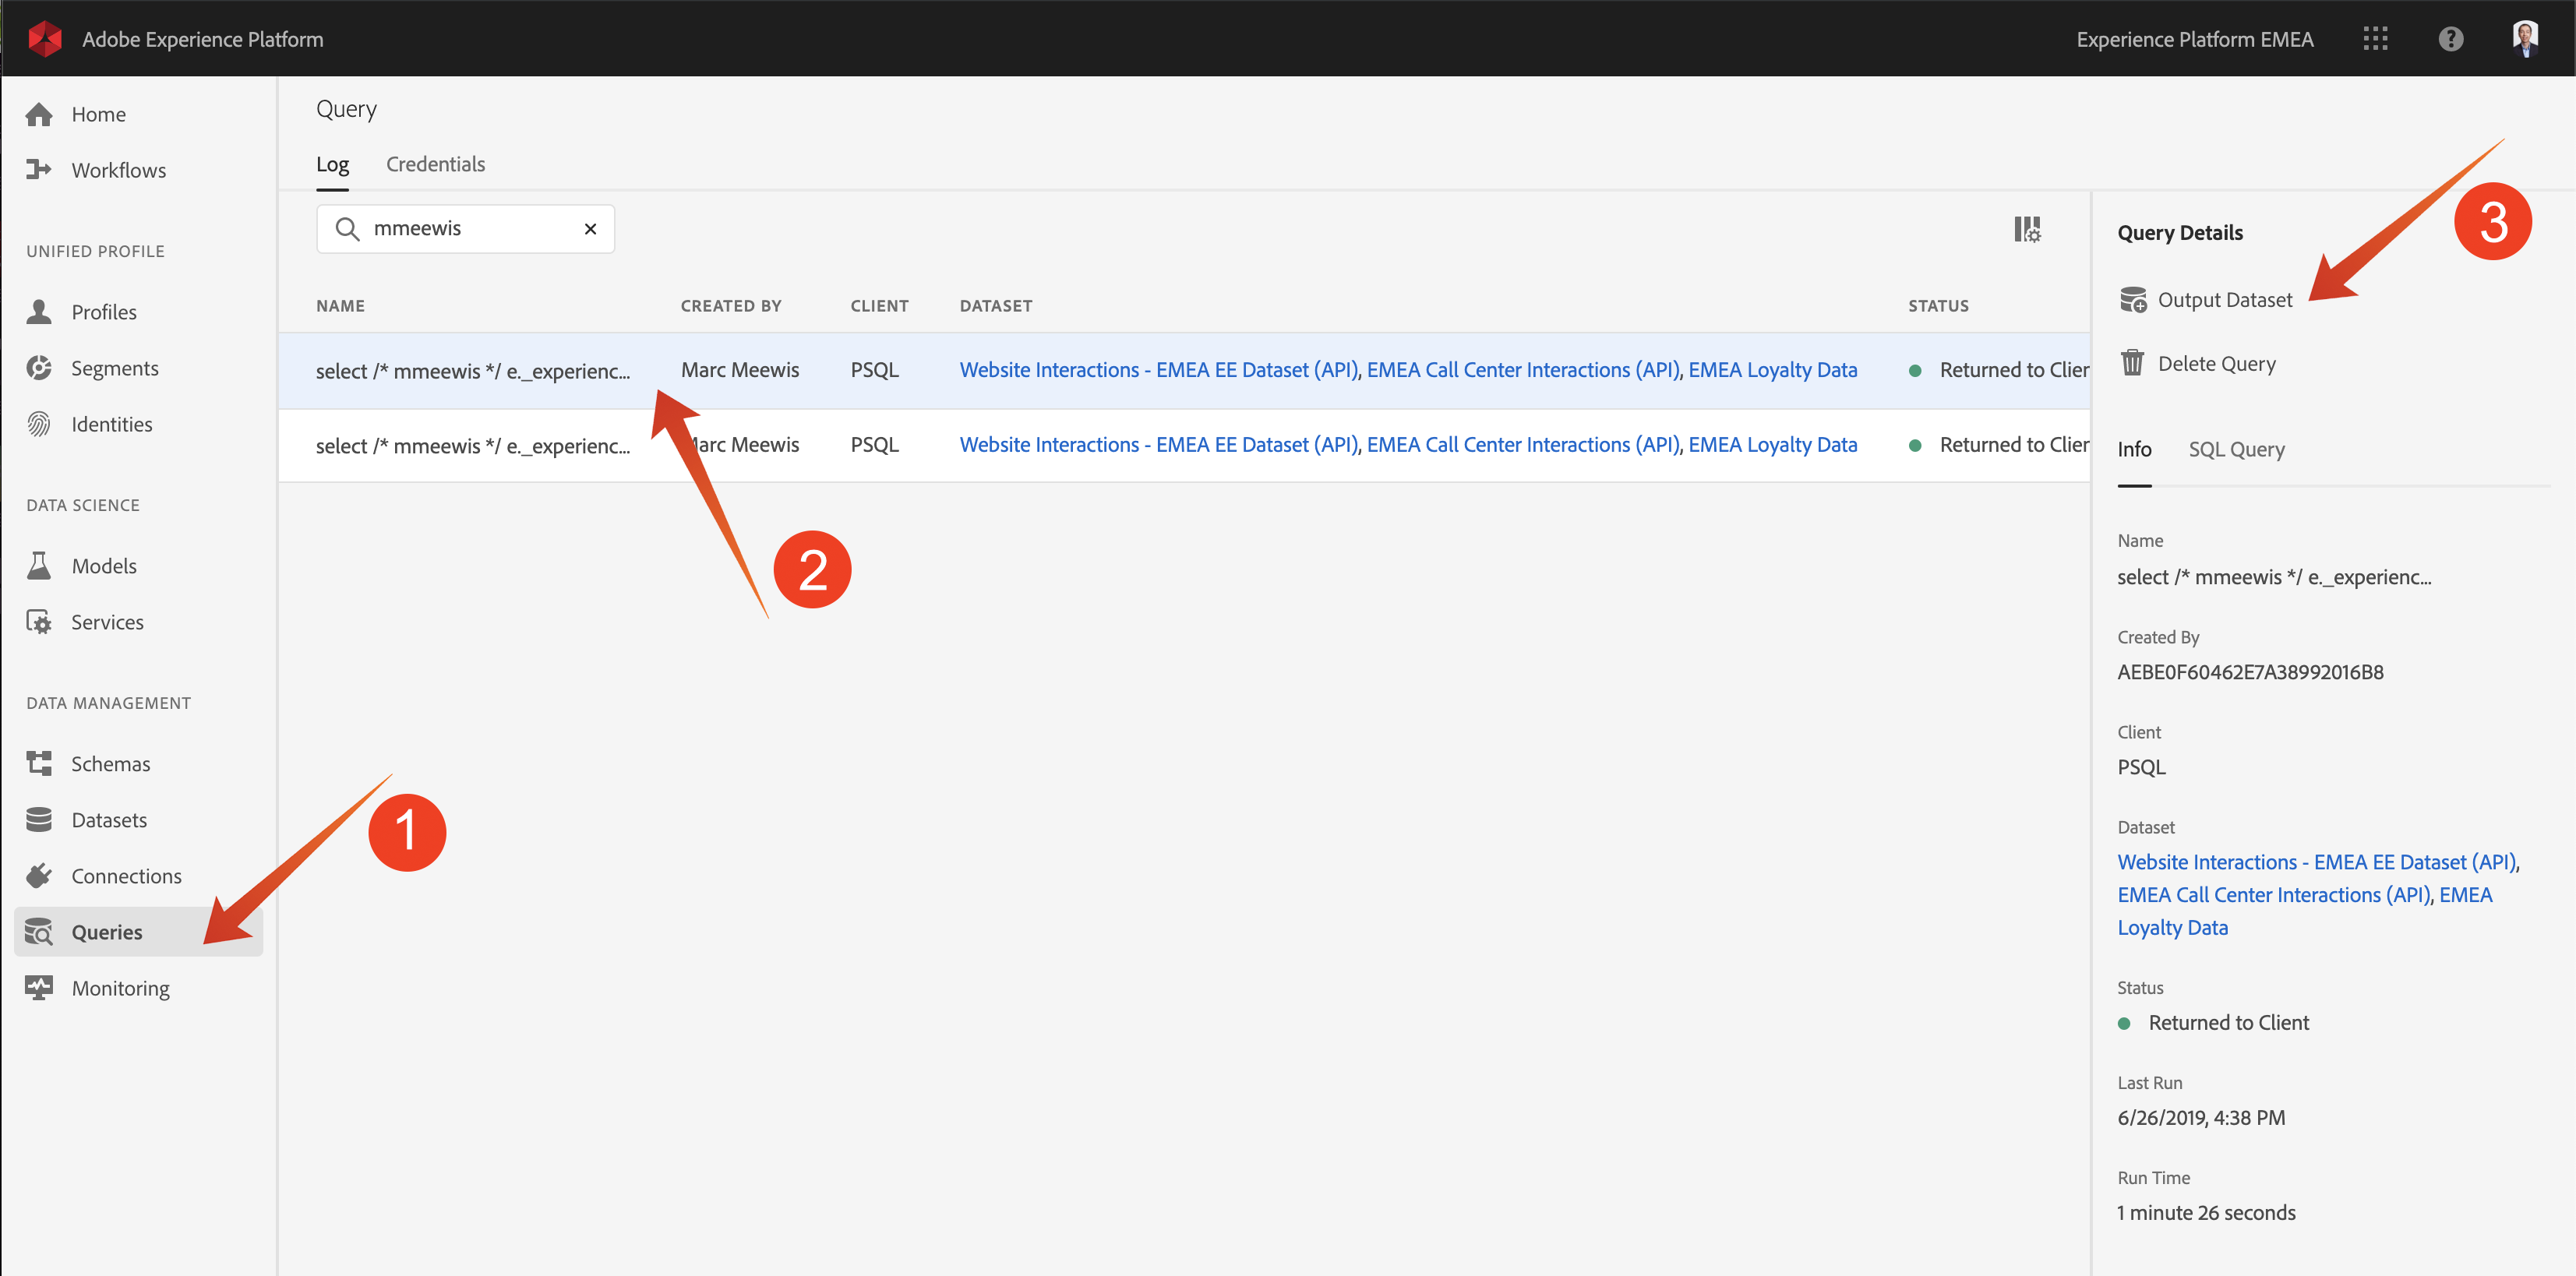 Adobe Experience Platform
Experience Platform EMEA
Home
Workflows
UNIFIED PROFILE
Profiles
Segments
Identities
DATA SCIENCE
Models
Services
DATA MANAGEMENT
Schemas
Datasets
Connections
Queries
Monitoring
1
Query
Log Credentials
mmeewis
NAME CREATED BY CLIENT DATASET STATUS
select /* mmeewis */ e._experienc... Marc Meewis PSQL Website Interactions - EMEA EE Dataset (API), EMEA Call Center Interactions (API), EMEA Loyalty Data Returned to Clier
select /* mmeewis */ e._experienc... Marc Meewis PSQL Website Interactions - EMEA EE Dataset (API), EMEA Call Center Interactions (API), EMEA Loyalty Data Returned to Clier
2
3
Query Details
Output Dataset
Delete Query
Info SQL Query
Name
select /* mmeewis */ e._experienc...
Created By
AEBE0F60462E7A38992016B8
Client
PSQL
Dataset
Website Interactions - EMEA EE Dataset (API),
EMEA Call Center Interactions (API), EMEA
Loyalty Data
Status
Returned to Client
Last Run
6/26/2019, 4:38 PM
Run Time
1 minute 26 seconds